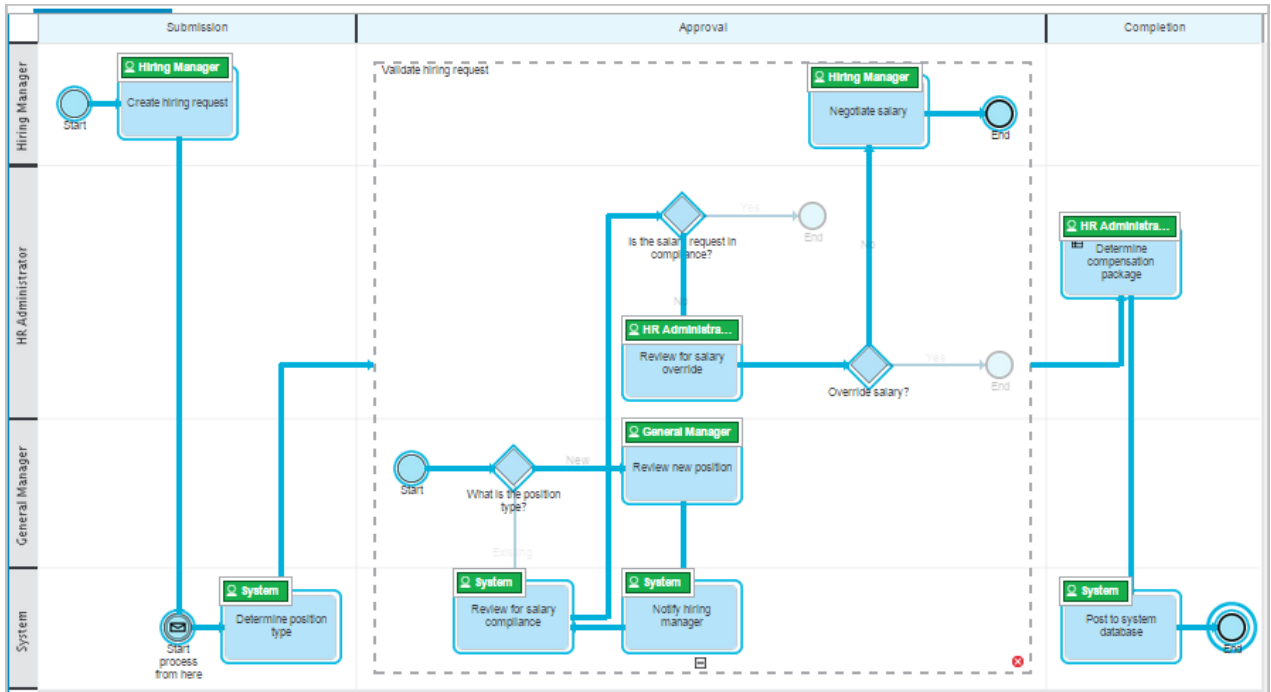 Submission
Approval
Completion
Hiring Manager
Hiring Manager
Create hiring request
Start
Validate hiring request
Hiring Manager
Negotiate salary
End
HR Administrator
Is the salary request in
compliance?
Yes
End
No
No
HR Administra...
Review for salary
override
Override salary?
Yes
End
HR Administra...
Determine
compensation
package
General Manager
Start
What is the position
type?
New
Existing
General Manager
Review new position
System
Start
process
from here
System
Determine position
type
System
Review for salary
compliance
System
Notify hiring
manager
System
Post to system
database
End